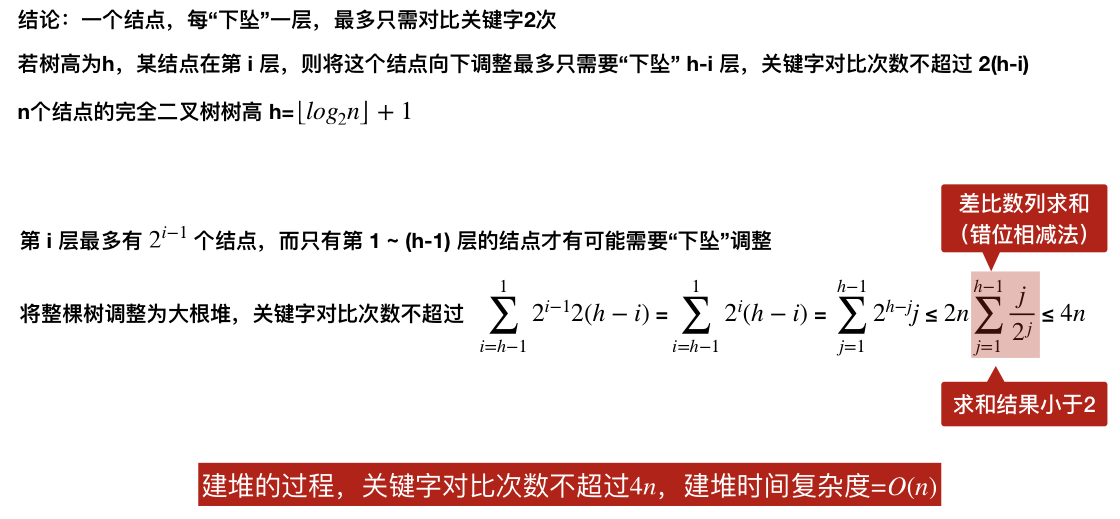 结论：一个结点，每“下坠”一层，最多只需对比关键字2次
若树高为h，某结点在第 i 层，则将这个结点向下调整最多只需要“下坠” h-i 层，关键字对比次数不超过 2(h-i)
n个结点的完全二叉树树高 h=⌊log₂n⌋ + 1
差比数列求和
（错位相减法）
第 i 层最多有 2^{i−1} 个结点，而只有第 1 ~ (h-1) 层的结点才有可能需要“下坠”调整
将整棵树调整为大根堆，关键字对比次数不超过 \sum_{i=h−1}^{1} 2^{i−1}2(h − i) = \sum_{i=h−1}^{1} 2^{i}(h − i) = \sum_{j=1}^{h−1} 2^{h−j}j ≤ 2n \sum_{j=1}^{h−1} \frac{j}{2^{j}} ≤ 4n
求和结果小于2
建堆的过程，关键字对比次数不超过4n，建堆时间复杂度=O(n)